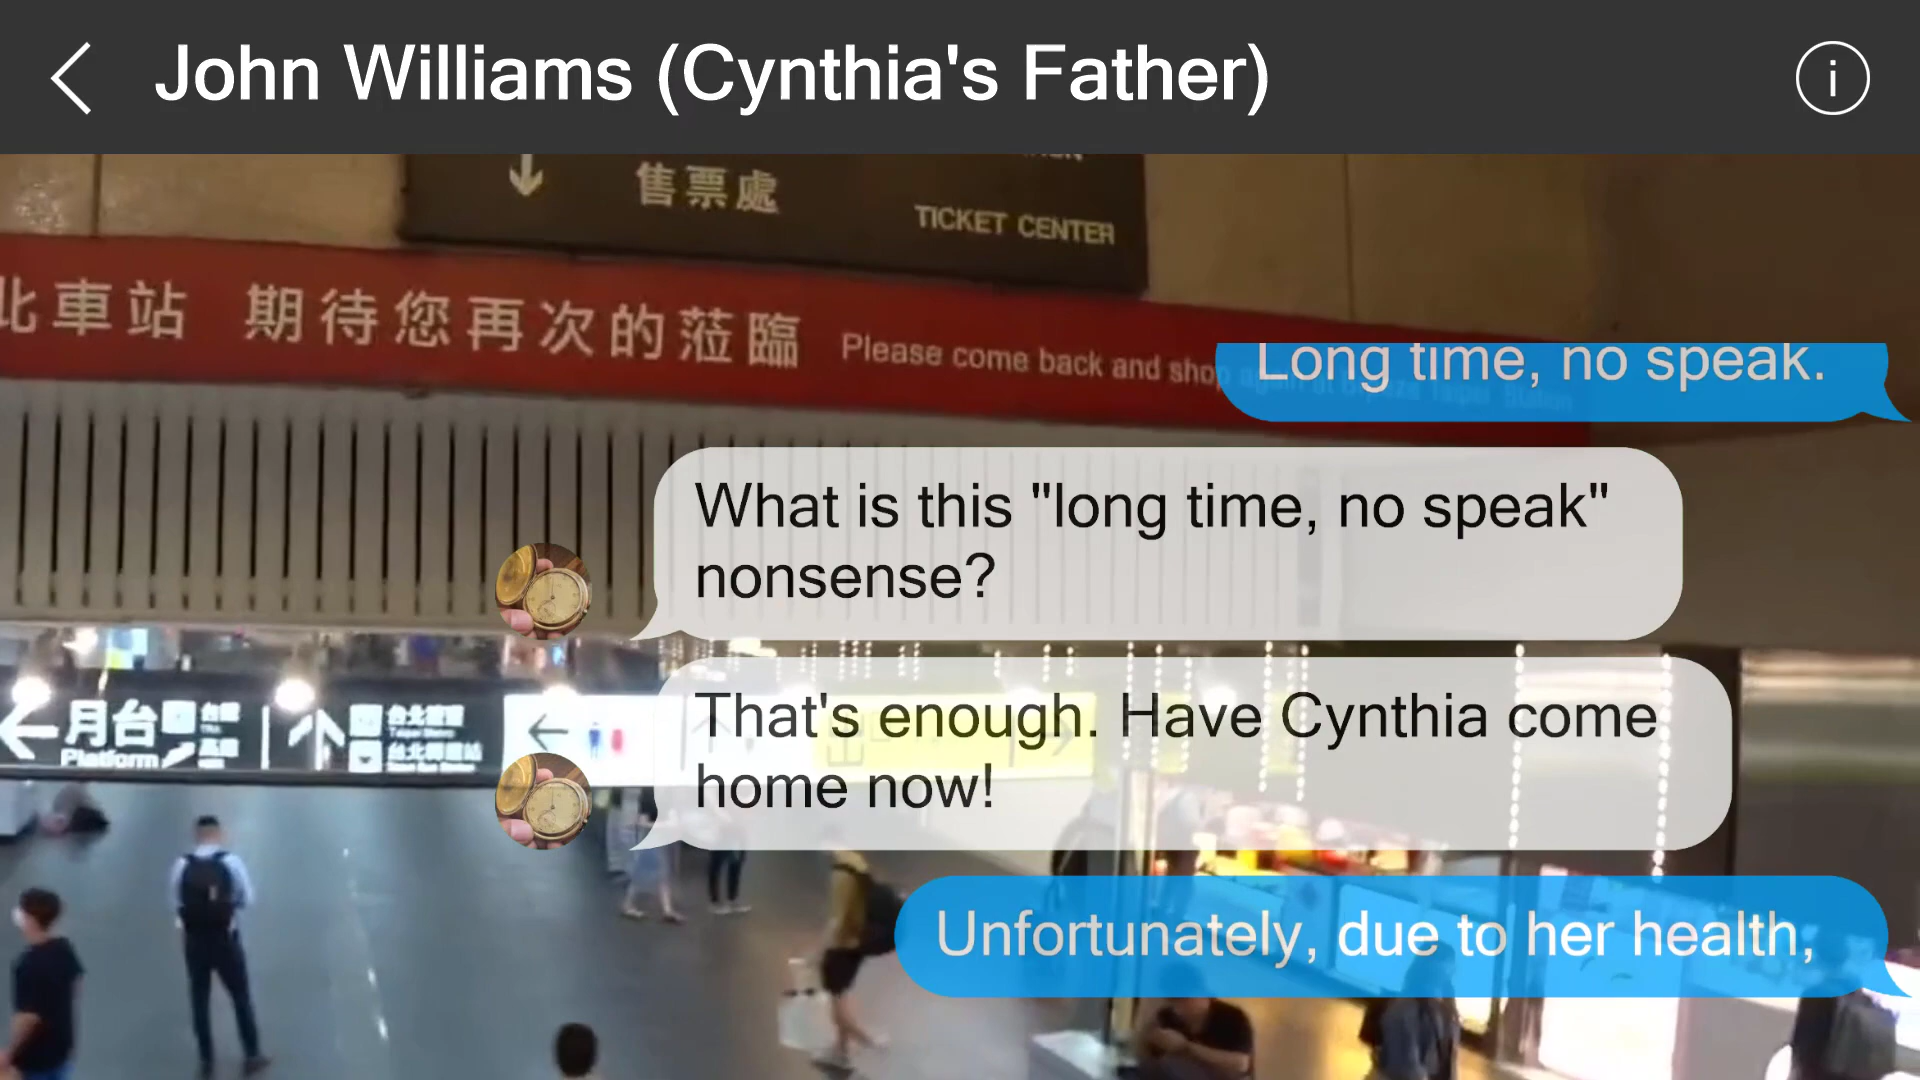 John Williams (Cynthia's Father)
售票處
TICKET CENTER
北車站 期待您再次的蒞臨 Please come back and shop
Long time, no speak.
What is this "long time, no speak"
nonsense?
That's enough. Have Cynthia come
home now!
月台
Platform
Unfortunately, due to her health,